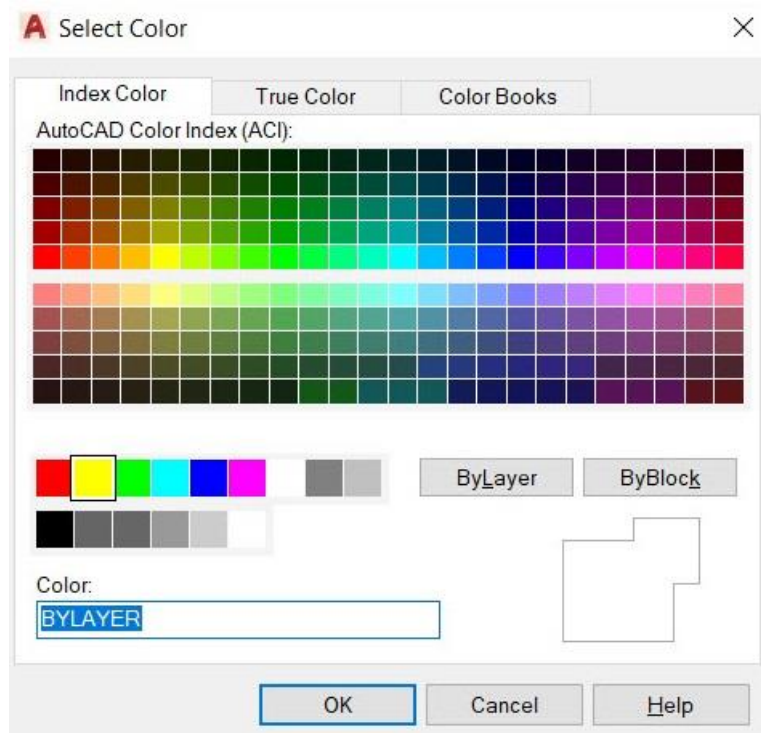 Select Color
Index Color True Color Color Books
AutoCAD Color Index (ACI):
ByLayer ByBlock
Color:
BYLAYER
OK Cancel Help